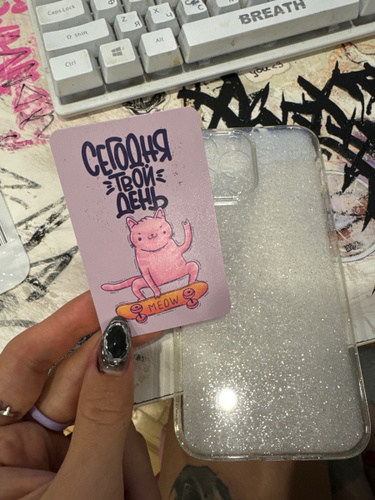 Caps Lock
BREATH
Shift
Z
Я
X
Ч
C
Ctrl
Alt
СЕГОДНЯ
ТВОЙ
ДЕНЬ
MEOW